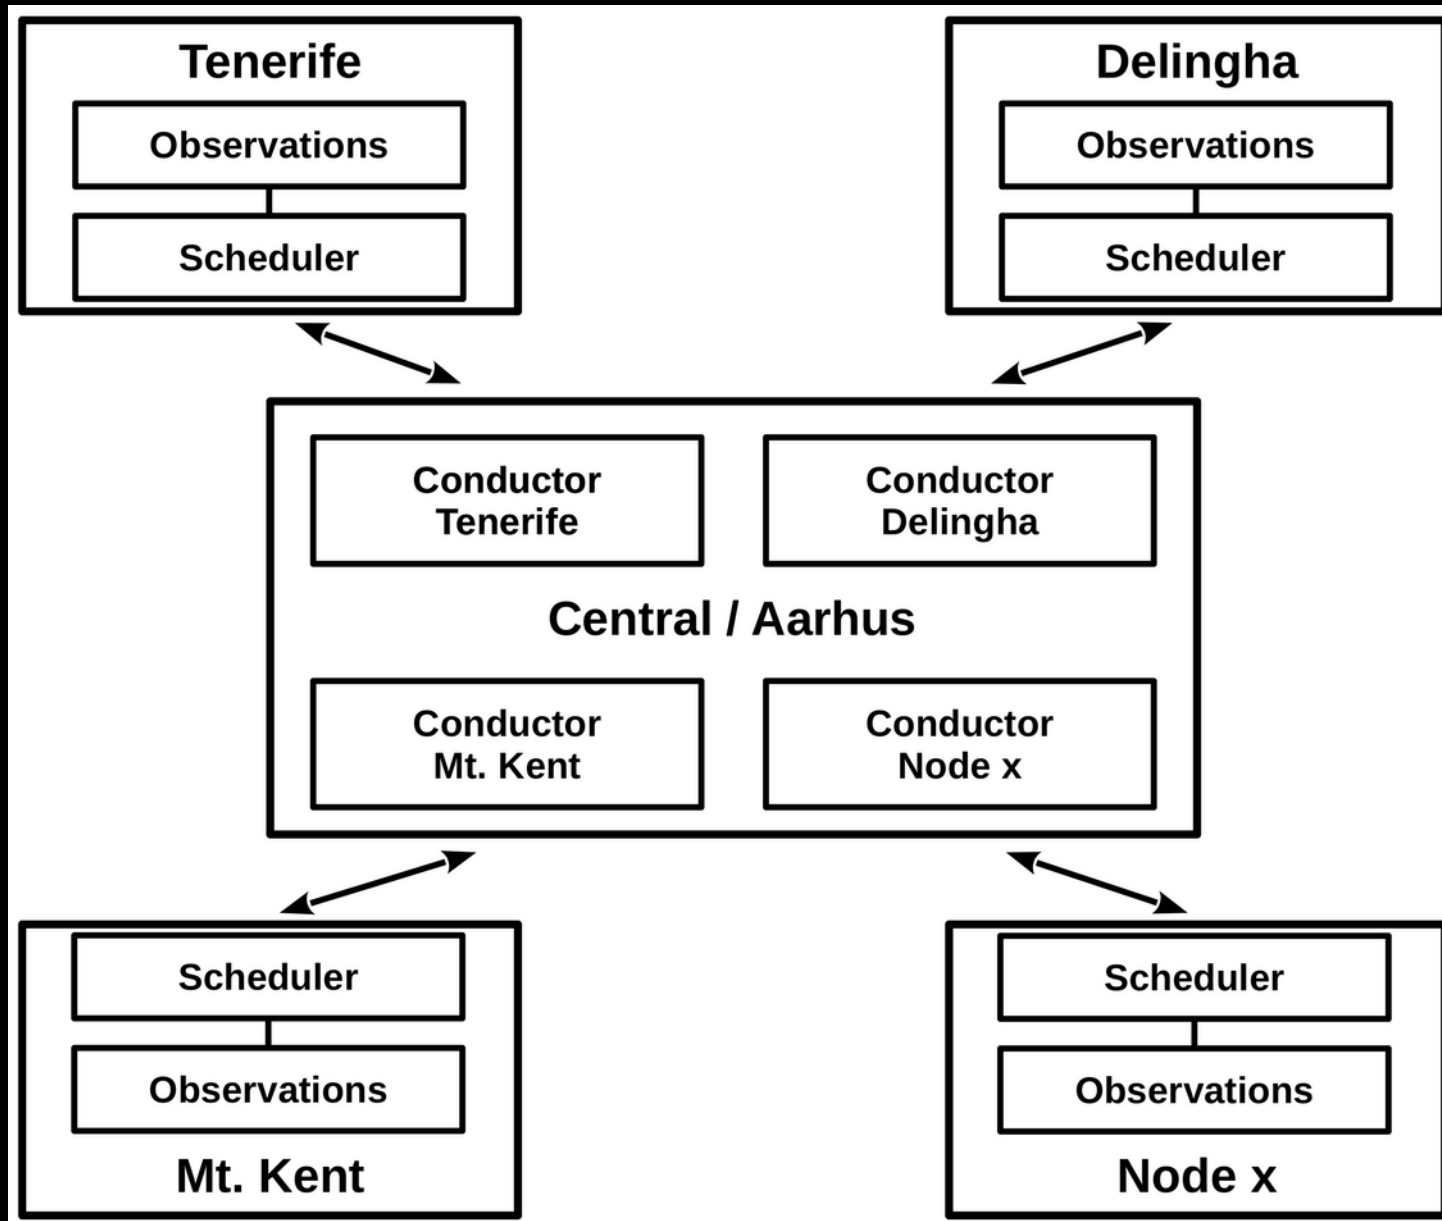 Tenerife
Observations
Scheduler
Delingha
Observations
Scheduler
Conductor
Tenerife
Conductor
Delingha
Central / Aarhus
Conductor
Mt. Kent
Conductor
Node x
Scheduler
Observations
Mt. Kent
Scheduler
Observations
Node x